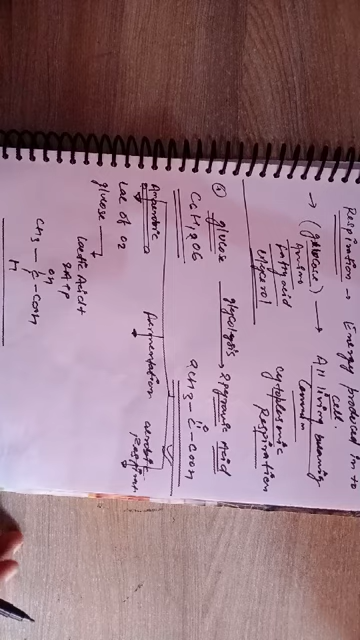 Respiration → Energy produced in to
cell.
→ (glucose) → All living beaning
Amino Common
Fatty acid cytoplasmic
Glycerol Respiration
④ glucose glycolysis → 2 pyruvic Acid
C6H12O6 2CH3-C-COOH
O
Anaerobic fermentation aerobic
Lac of O2 Respiration
glucose
Lactic Acid +
2ATP
OH
CH3-C-COOH
H